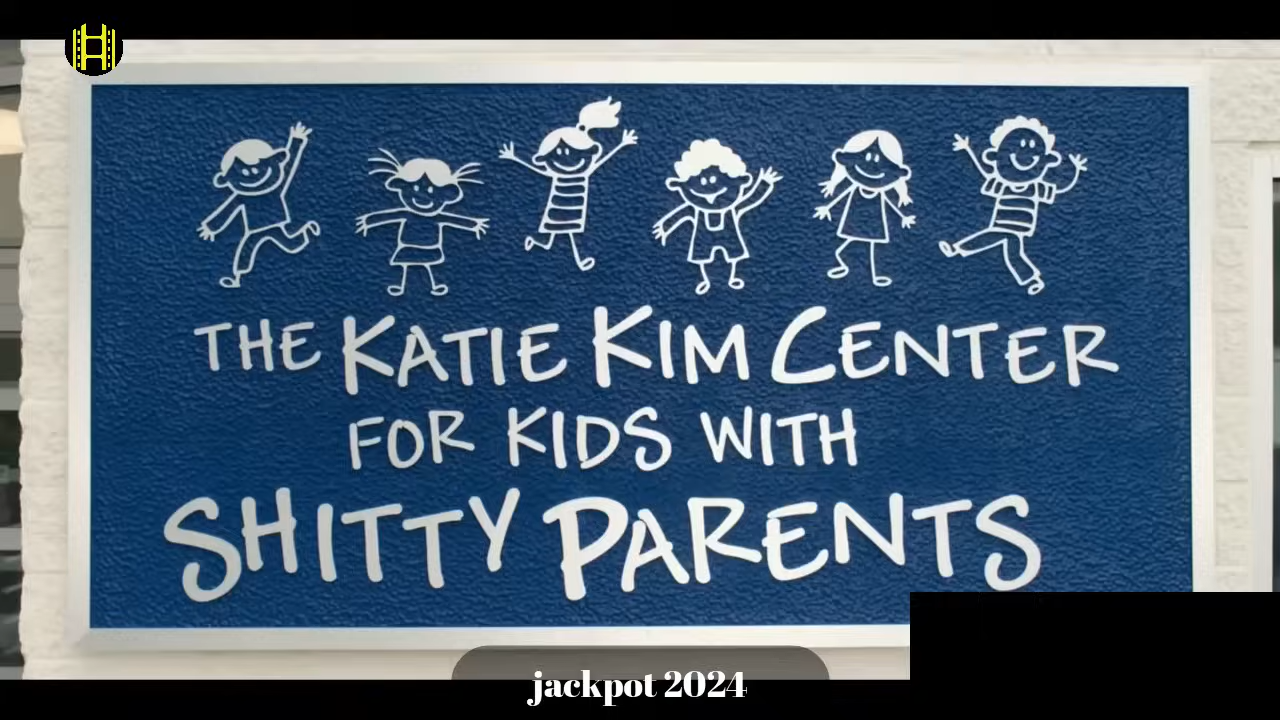 THE KATIE KIM CENTER
FOR KIDS WITH
SHITTY PARENTS
jackpot 2024